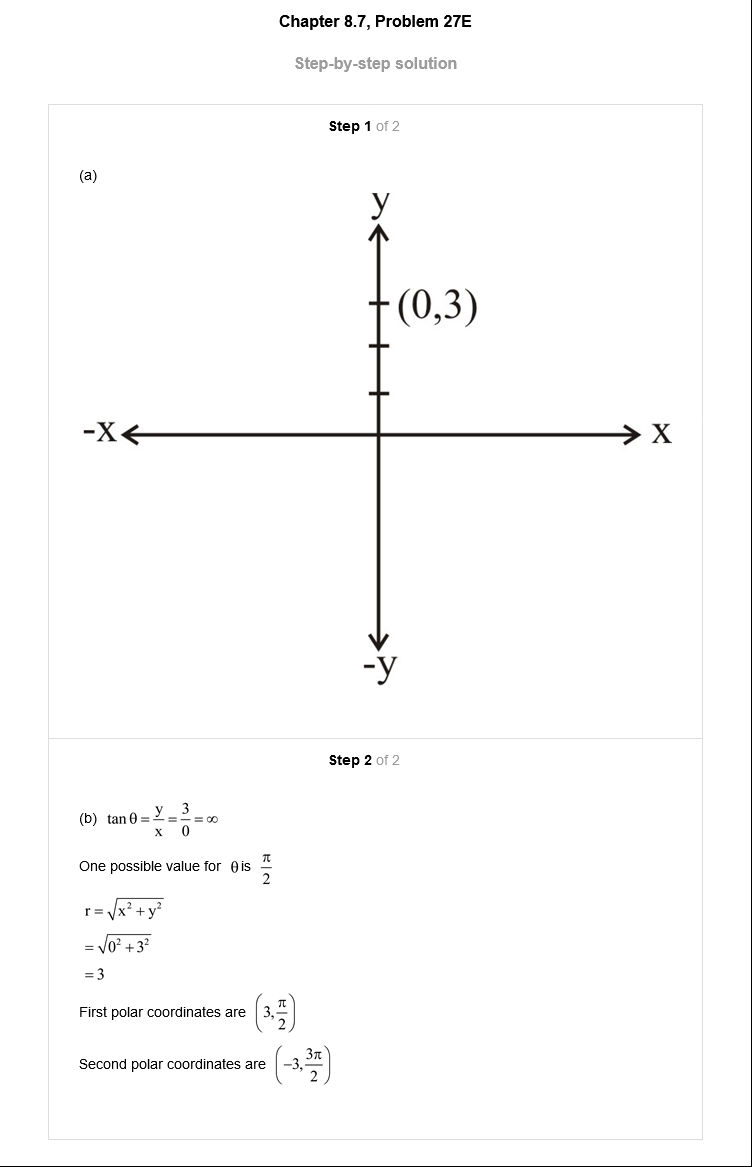 Chapter 8.7, Problem 27E
Step-by-step solution
Step 1 of 2
(a)
y
(0,3)
-x
x
-y
Step 2 of 2
(b) tan θ = y/x = 3/0 = ∞
One possible value for θ is π/2
r = √(x² + y²)
= √(0² + 3²)
= 3
First polar coordinates are (3, π/2)
Second polar coordinates are (−3, 3π/2)